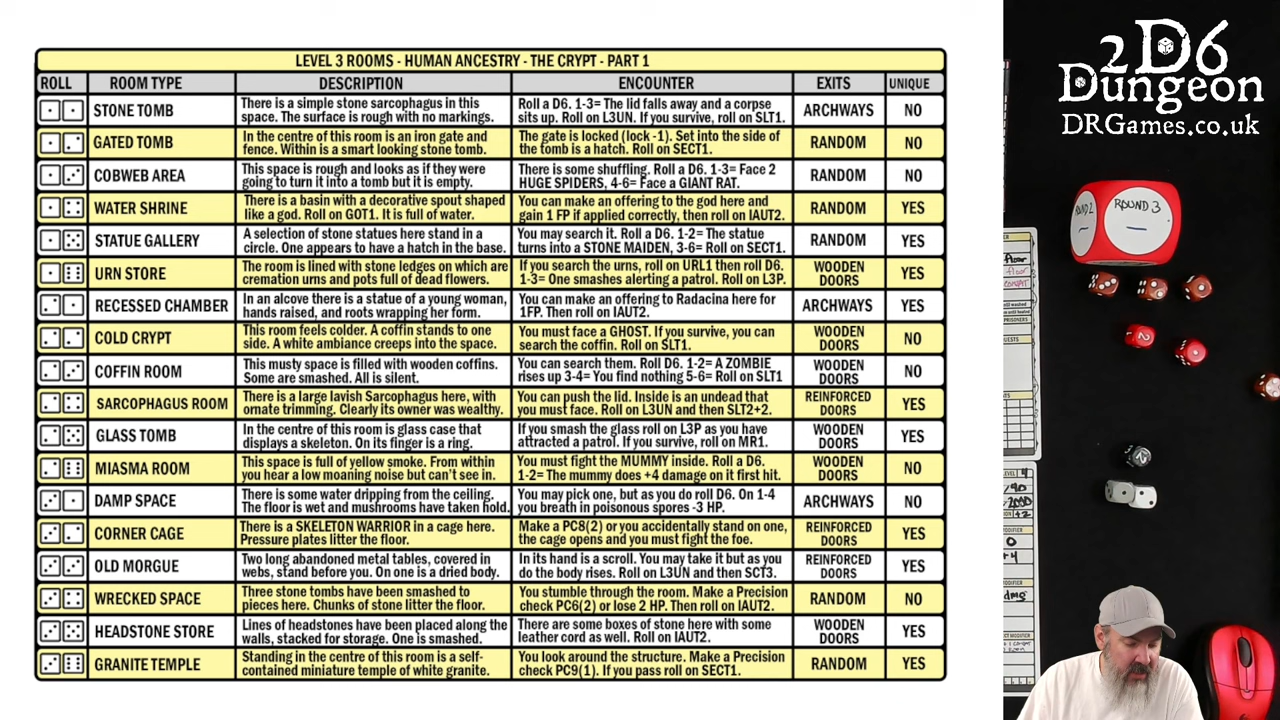 LEVEL 3 ROOMS - HUMAN ANCESTRY - THE CRYPT - PART 1
ROLL ROOM TYPE DESCRIPTION ENCOUNTER EXITS UNIQUE
STONE TOMB There is a simple stone sarcophagus in this Roll a D6. 1-3= The lid falls away and a corpse ARCHWAYS NO
space. The surface is rough with no markings. sits up. Roll on L3UN. If you survive, roll on SLT1.
GATED TOMB In the centre of this room is an iron gate and The gate is locked (lock -1). Set into the side of RANDOM NO
fence. Within is a smart looking stone tomb. the tomb is a hatch. Roll on SECT1.
COBWEB AREA This space is rough and looks as if they were There is some shuffling. Roll a D6. 1-3= Face 2 RANDOM NO
going to turn it into a tomb but it is empty. HUGE SPIDERS, 4-6= Face a GIANT RAT.
WATER SHRINE There is a basin with a decorative spout shaped You can make an offering to the god here and RANDOM YES
like a god. Roll on GOT1. It is full of water. gain 1 FP if applied correctly, then roll on IAUT2.
STATUE GALLERY A selection of stone statues here stand in a You may search it. Roll a D6. 1-2= The statue RANDOM YES
circle. One appears to have a hatch in the base. turns into a STONE MAIDEN, 3-6= Roll on SECT1.
URN STORE The room is lined with stone ledges on which are If you search the urns, roll on URL1 then roll D6. WOODEN DOORS YES
cremation urns and pots full of dead flowers. 1-3= One smashes alerting a patrol. Roll on L3P.
RECESSED CHAMBER In an alcove there is a statue of a young woman, You can make an offering to Radacina here for ARCHWAYS YES
hands raised, and roots wrapping her form. 1FP. Then roll on IAUT2.
COLD CRYPT This room feels colder. A coffin stands to one You must face a GHOST. If you survive, you can WOODEN DOORS NO
side. A white ambiance creeps into the space. search the coffin. Roll on SLT1.
COFFIN ROOM This musty space is filled with wooden coffins. You can search them. Roll D6. 1-2= A ZOMBIE WOODEN DOORS NO
Some are smashed. All is silent. rises up 3-4= You find nothing 5-6= Roll on SLT1
SARCOPHAGUS ROOM There is a large lavish Sarcophagus here, with You can push the lid. Inside is an undead that REINFORCED DOORS YES
ornate trimming. Clearly its owner was wealthy. you must face. Roll on L3UN and then SLT2+2.
GLASS TOMB In the centre of this room is glass case that If you smash the glass roll on L3P as you have WOODEN DOORS YES
displays a skeleton. On its finger is a ring. attracted a patrol. If you survive, roll on MR1.
MIASMA ROOM This space is full of yellow smoke. From within You must fight the MUMMY inside. Roll a D6. WOODEN DOORS NO
you hear a low moaning noise but can't see in. 1-2= The mummy does +4 damage on it first hit.
DAMP SPACE There is some water dripping from the ceiling. You may pick one, but as you do roll D6. On 1-4 ARCHWAYS NO
The floor is wet and mushrooms have taken hold. you breath in poisonous spores -3 HP.
CORNER CAGE There is a SKELETON WARRIOR in a cage here. Make a PC8(2) or you accidentally stand on one, REINFORCED DOORS YES
Pressure plates litter the floor. the cage opens and you must fight the foe.
OLD MORGUE Two long abandoned metal tables, covered in In its hand is a scroll. You may take it but as you REINFORCED DOORS YES
webs, stand before you. On one is a dried body. do the body rises. Roll on L3UN and then SCT3.
WRECKED SPACE Three stone tombs have been smashed to You stumble through the room. Make a Precision RANDOM NO
pieces here. Chunks of stone litter the floor. check PC6(2) or lose 2 HP. Then roll on IAUT2.
HEADSTONE STORE Lines of headstones have been placed along the There are some boxes of stone here with some WOODEN DOORS YES
walls, stacked for storage. One is smashed. leather cord as well. Roll on IAUT2.
GRANITE TEMPLE Standing in the centre of this room is a self- You look around the structure. Make a Precision RANDOM YES
contained miniature temple of white granite. check PC9(1). If you pass roll on SECT1.
2D6
Dungeon
DRGames.co.uk
ROUND 2 ROUND 3